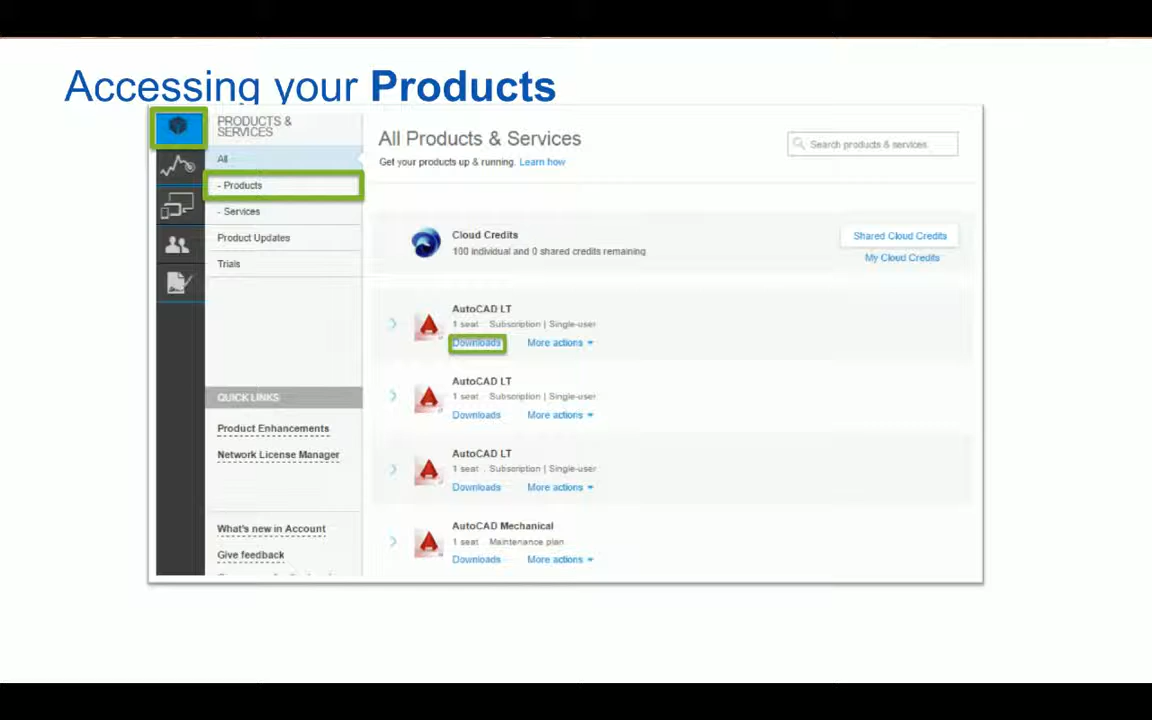 Accessing your Products
PRODUCTS &
SERVICES
All
- Products
- Services
Product Updates
Trials
QUICK LINKS
Product Enhancements
Network License Manager
What's new in Account
Give feedback
All Products & Services
Get your products up & running. Learn how
Search products & services
Cloud Credits
100 individual and 0 shared credits remaining
Shared Cloud Credits
My Cloud Credits
AutoCAD LT
1 seat Subscription | Single-user
Downloads More actions
AutoCAD LT
1 seat Subscription | Single-user
Downloads More actions
AutoCAD LT
1 seat Subscription | Single-user
Downloads More actions
AutoCAD Mechanical
1 seat Maintenance plan
Downloads More actions